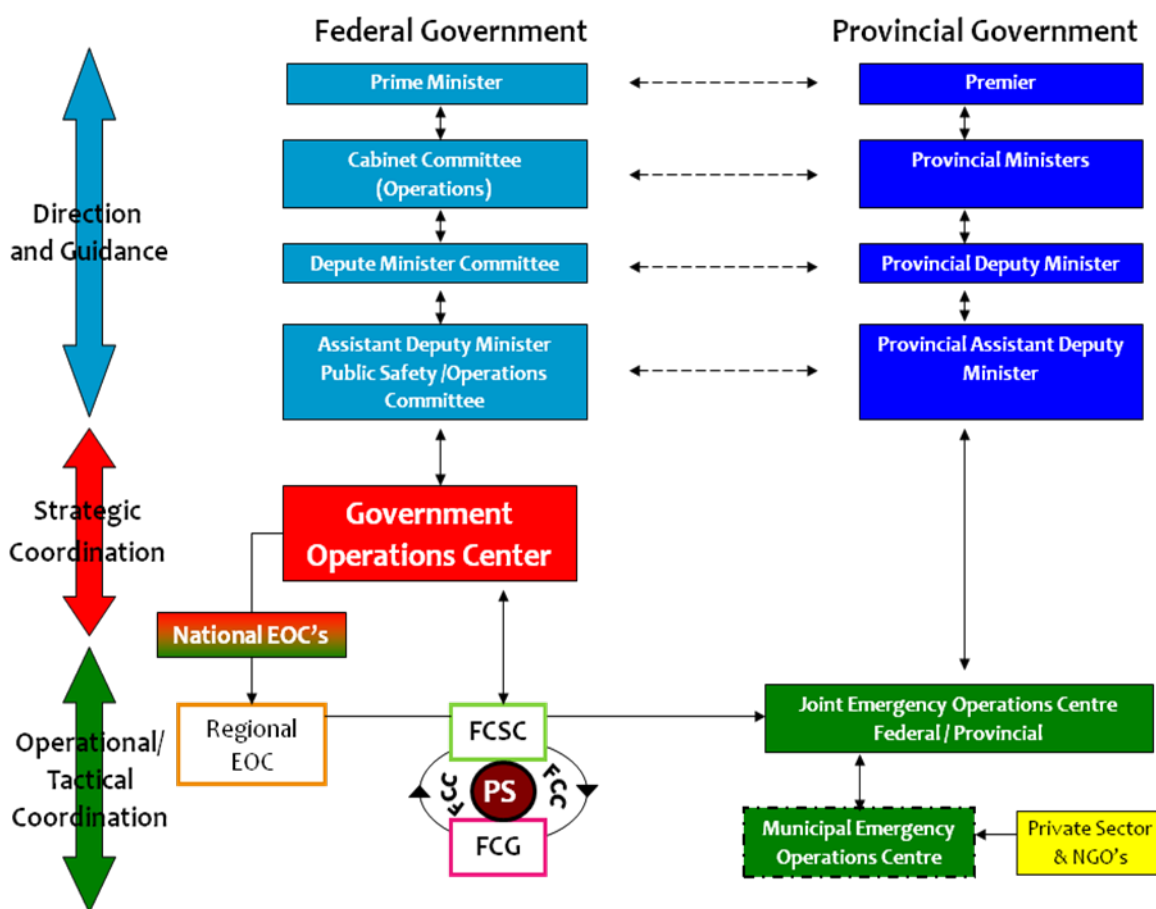 Federal Government
Provincial Government
Prime Minister
Premier
Cabinet Committee
(Operations)
Provincial Ministers
Direction
and Guidance
Depute Minister Committee
Provincial Deputy Minister
Assistant Deputy Minister
Public Safety /Operations
Committee
Provincial Assistant Deputy
Minister
Strategic
Coordination
Government
Operations Center
National EOC's
Operational/
Tactical
Coordination
Regional
EOC
FCSC
FCC
PS
FCC
FCG
Joint Emergency Operations Centre
Federal / Provincial
Municipal Emergency
Operations Centre
Private Sector
& NGO's